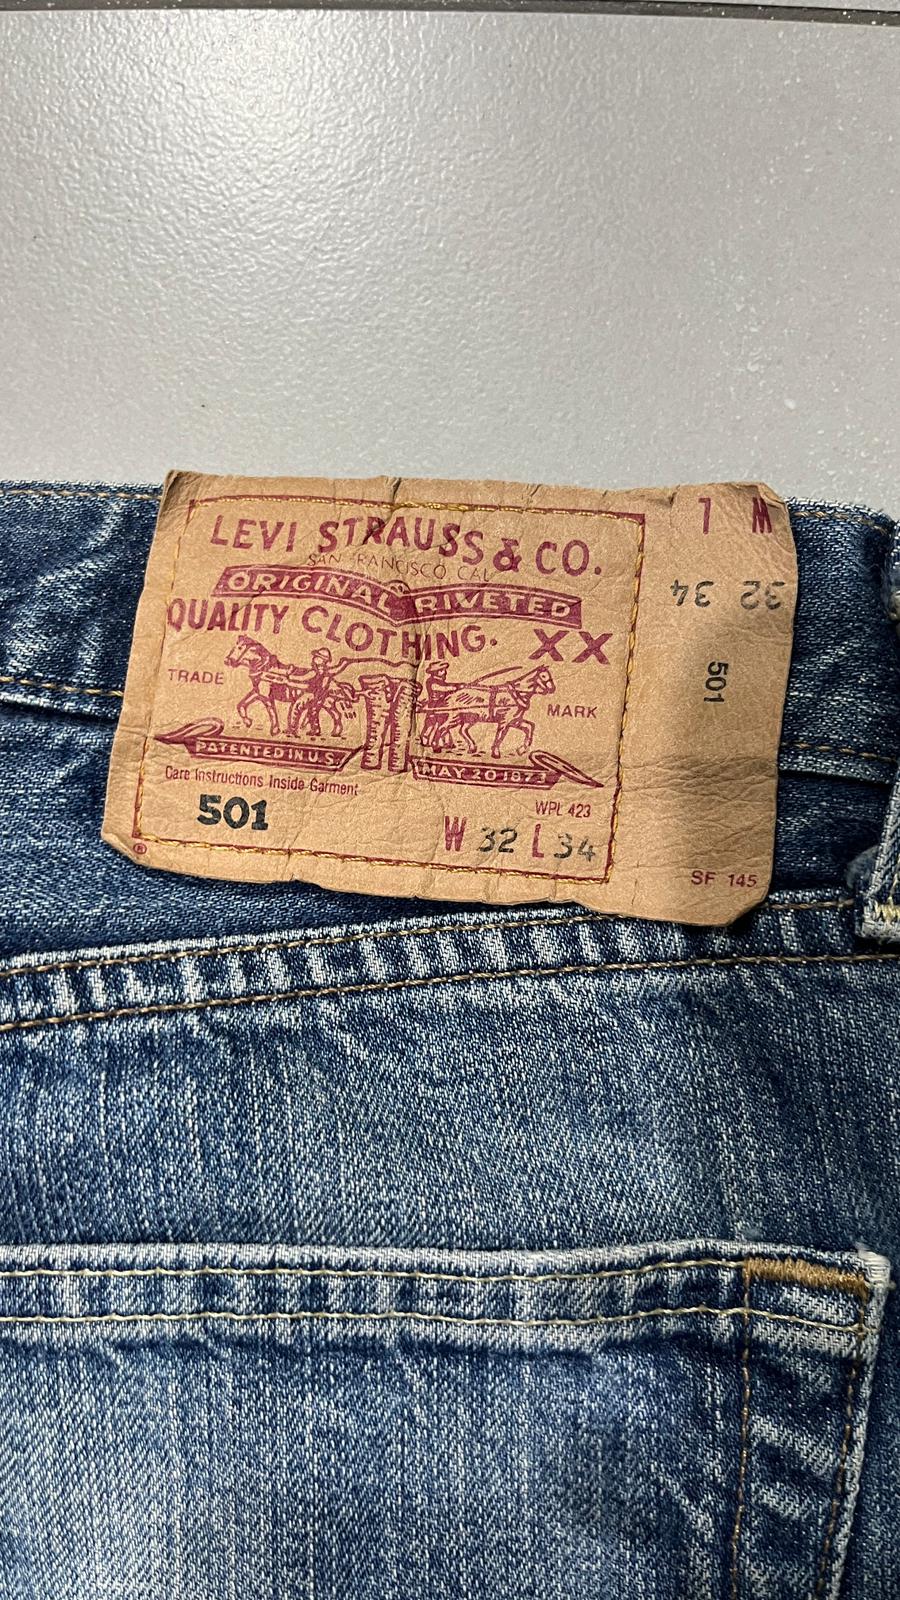 LEVI STRAUSS & CO.
SAN FRANCISCO CAL
ORIGINAL RIVETED
QUALITY CLOTHING. XX
TRADE MARK
PATENTED IN U.S.
MAY 20 1873
Care Instructions Inside Garment
501
WPL 423
W 32 L 34
®
L W
34 32
501
SF 145